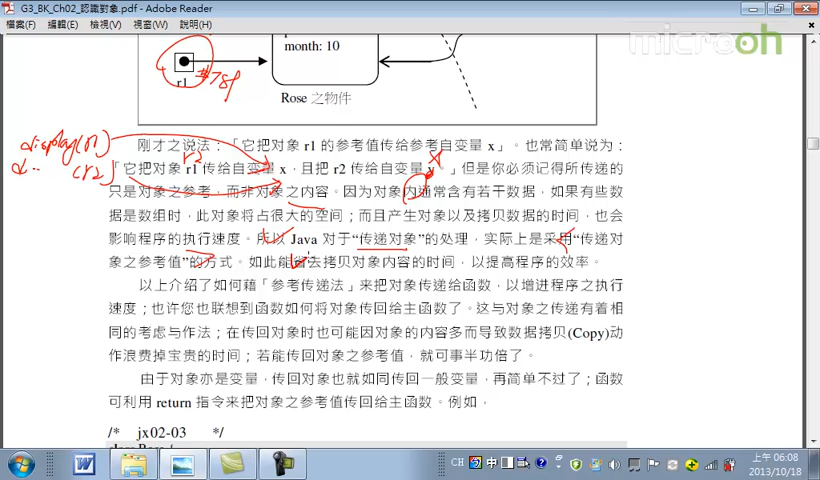 G3_BK_Ch02_認識對象.pdf - Adobe Reader
檔案(F) 編輯(E) 檢視(V) 視窗(W) 說明(H)
microoh
month: 10
r1
#78f
Rose 之物件
display(r1)
刚才之说法：「它把对象 r1 的参考值传给参考自变量 x」。也常简单说为：
r2
x
「它把对象 r1 传给自变量 x，且把 r2 传给自变量 x 」但是你必须记得所传递的
(r2)
只是对象之参考，而非对象之内容。因为对象内通常含有若干数据，如果有些数
据是数组时，此对象将占很大的空间；而且产生对象以及拷贝数据的时间，也会
影响程序的执行速度。所以 Java 对于“传递对象”的处理，实际上是采用“传递对
象之参考值”的方式。如此能省去拷贝对象内容的时间，以提高程序的效率。
以上介绍了如何藉「参考传递法」来把对象传递给函数，以增进程序之执行
速度；也许您也联想到函数如何将对象传回给主函数了。这与对象之传递有着相
同的考虑与作法；在传回对象时也可能因对象的内容多而导致数据拷贝(Copy)动
作浪费掉宝贵的时间；若能传回对象之参考值，就可事半功倍了。
由于对象亦是变量，传回对象也就如同传回一般变量，再简单不过了；函数
可利用 return 指令来把对象之参考值传回给主函数。例如，
/* jx02-03 */
CH 中
上午 06:08
2013/10/18